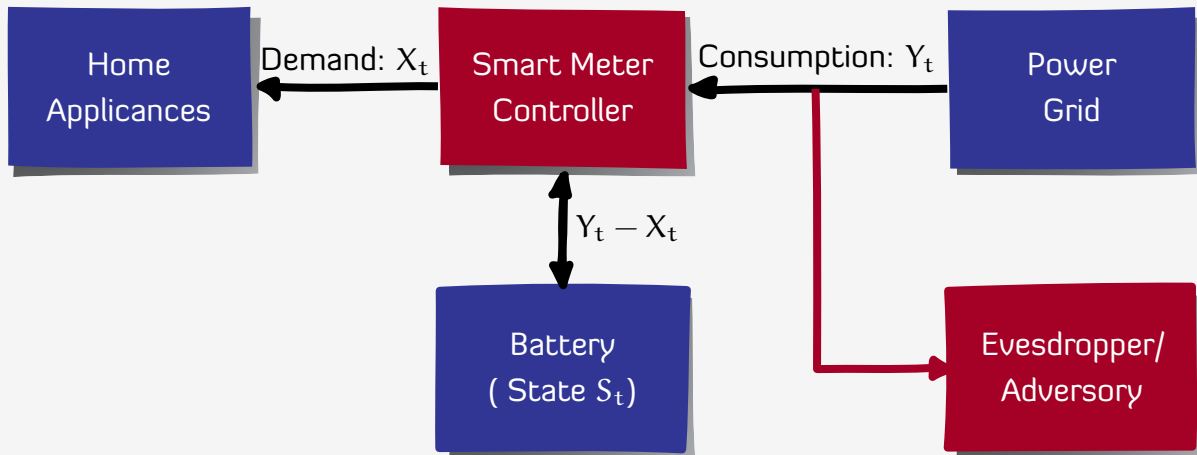 Home
Applicances
Demand: Xₜ
Smart Meter
Controller
Consumption: Yₜ
Power
Grid
Yₜ − Xₜ
Battery
( State Sₜ)
Evesdropper/
Adversory